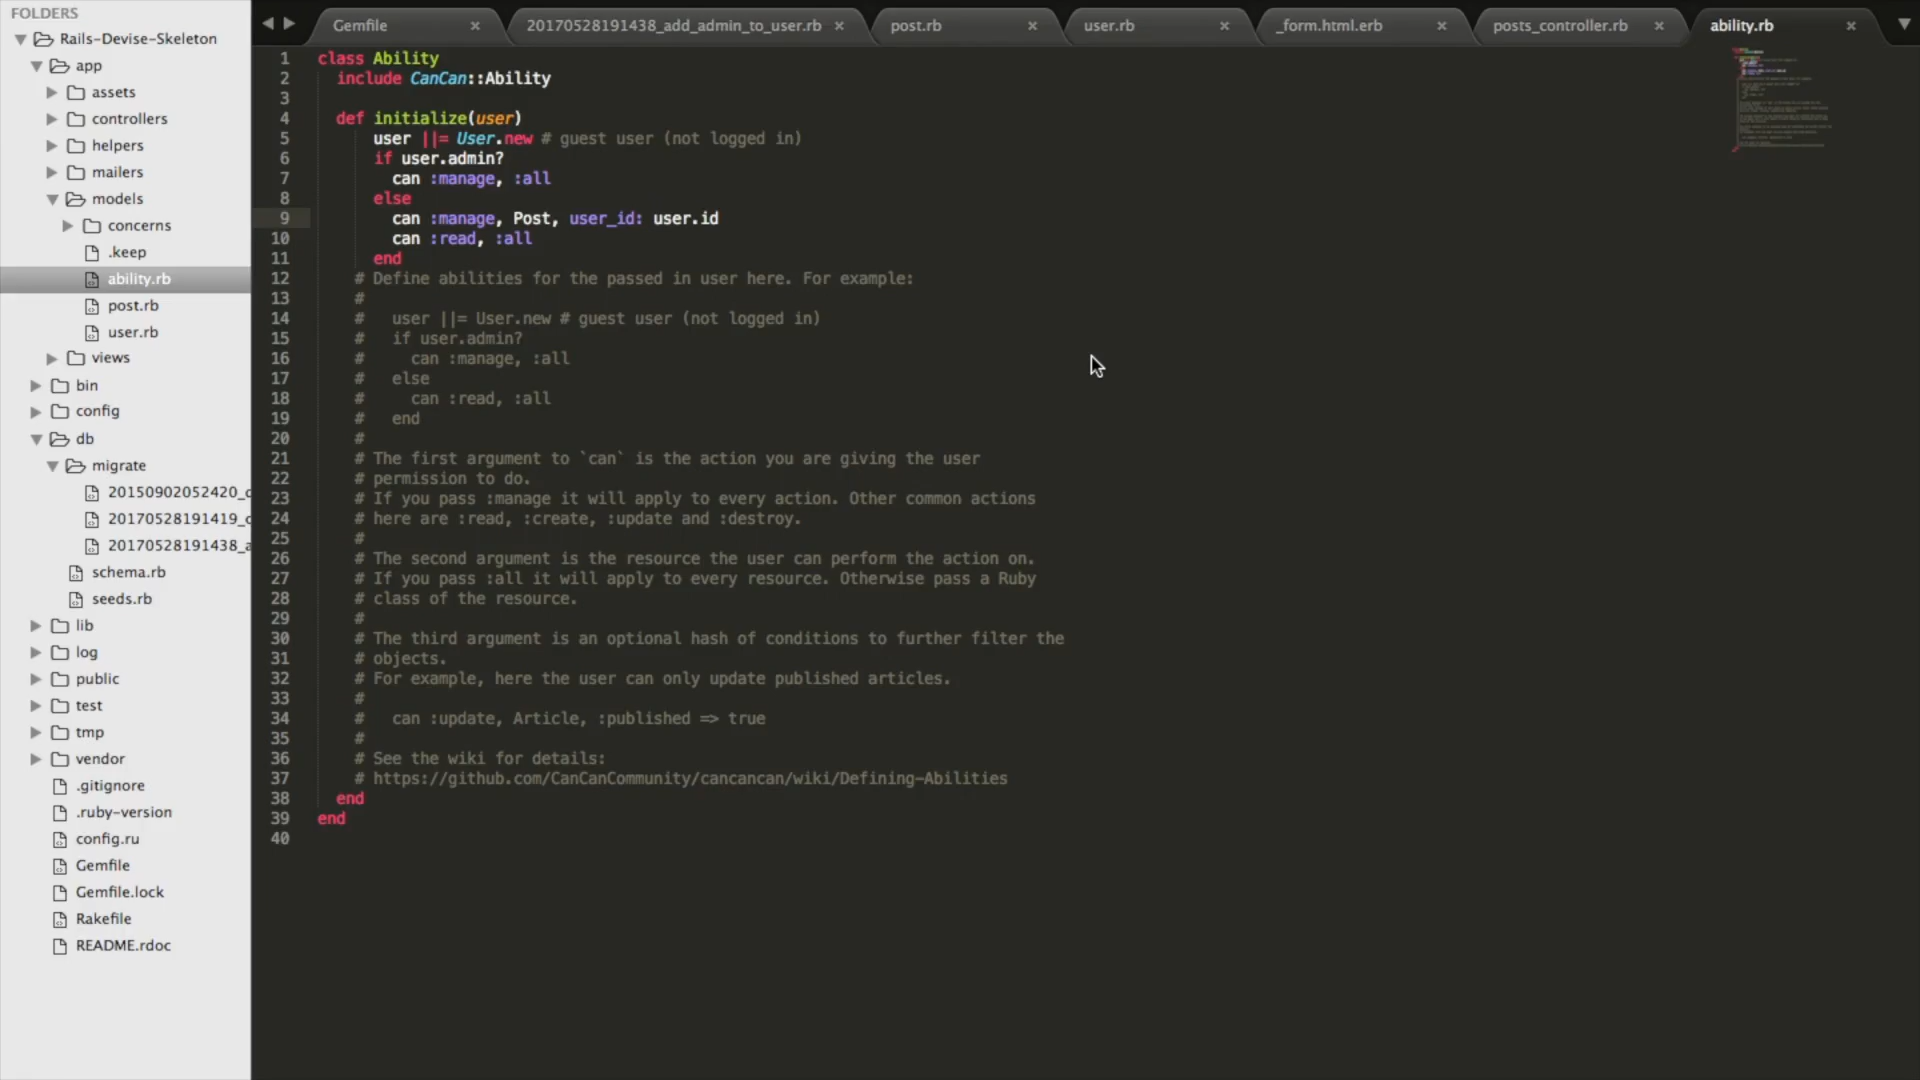 FOLDERS
Rails-Devise-Skeleton
app
assets
controllers
helpers
mailers
models
concerns
.keep
ability.rb
post.rb
user.rb
views
bin
config
db
migrate
20150902052420_
20170528191419_
20170528191438_a
schema.rb
seeds.rb
lib
log
public
test
tmp
vendor
.gitignore
.ruby-version
config.ru
Gemfile
Gemfile.lock
Rakefile
README.rdoc
Gemfile × 20170528191438_add_admin_to_user.rb × post.rb × user.rb × _form.html.erb × posts_controller.rb × ability.rb ×
1 class Ability
2 include CanCan::Ability
3
4 def initialize(user)
5 user ||= User.new # guest user (not logged in)
6 if user.admin?
7 can :manage, :all
8 else
9 can :manage, Post, user_id: user.id
10 can :read, :all
11 end
12 # Define abilities for the passed in user here. For example:
13 #
14 # user ||= User.new # guest user (not logged in)
15 # if user.admin?
16 # can :manage, :all
17 # else
18 # can :read, :all
19 # end
20 #
21 # The first argument to `can` is the action you are giving the user
22 # permission to do.
23 # If you pass :manage it will apply to every action. Other common actions
24 # here are :read, :create, :update and :destroy.
25 #
26 # The second argument is the resource the user can perform the action on.
27 # If you pass :all it will apply to every resource. Otherwise pass a Ruby
28 # class of the resource.
29 #
30 # The third argument is an optional hash of conditions to further filter the
31 # objects.
32 # For example, here the user can only update published articles.
33 #
34 # can :update, Article, :published => true
35 #
36 # See the wiki for details:
37 # https://github.com/CanCanCommunity/cancancan/wiki/Defining-Abilities
38 end
39 end
40